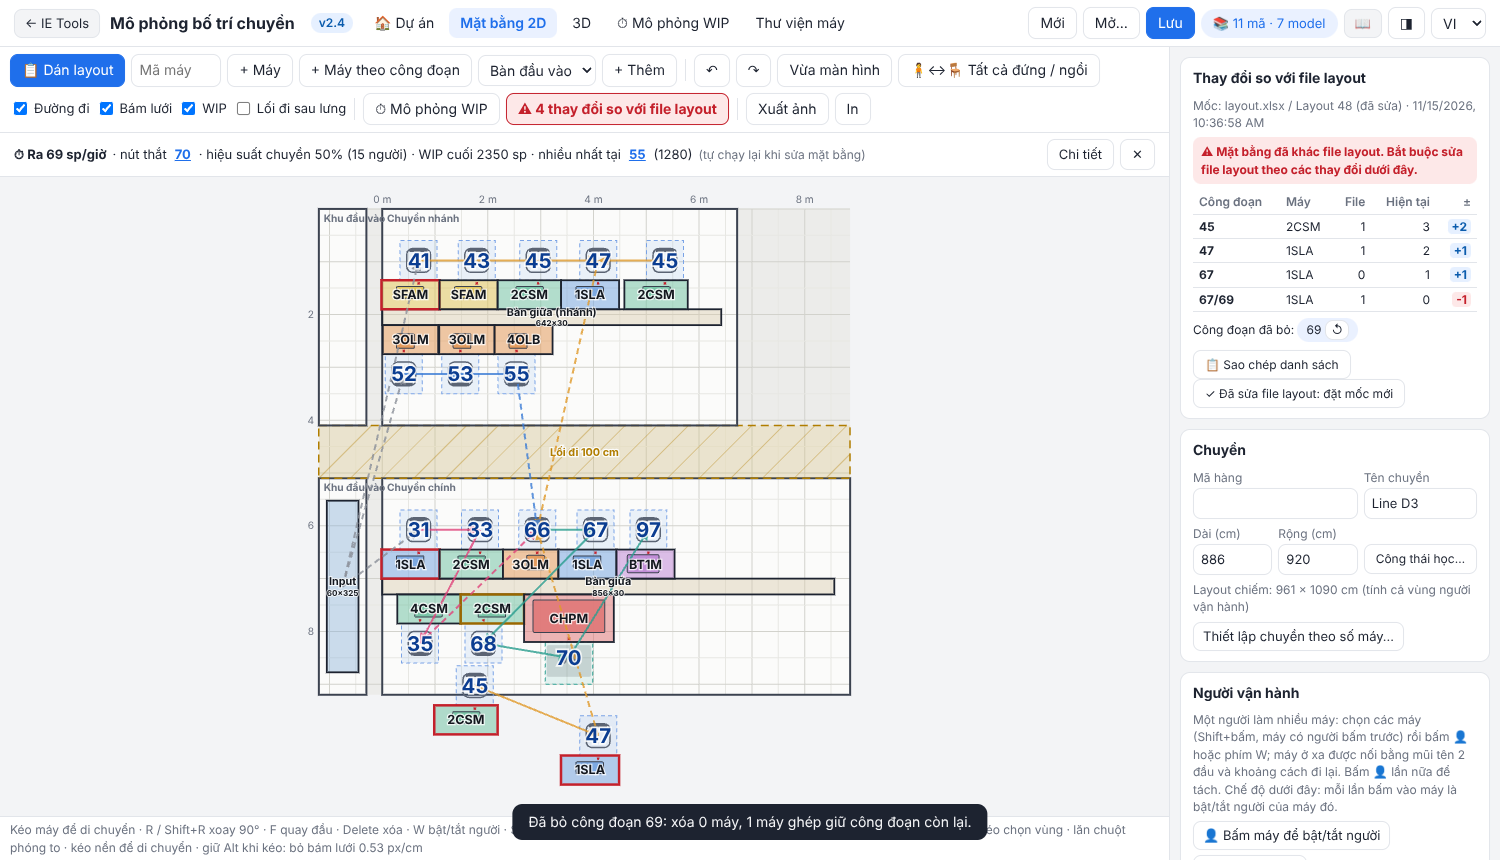 ← IE Tools
Mô phỏng bố trí chuyền
v2.4
🏠 Dự án
Mặt bằng 2D
3D
⏱ Mô phỏng WIP
Thư viện máy
Mới
Mở...
Lưu
📚 11 mã · 7 model
VI
📋 Dán layout
Mã máy
+ Máy
+ Máy theo công đoạn
Bàn đầu vào
+ Thêm
↶
↷
Vừa màn hình
🧍↔🪑 Tất cả đứng / ngồi
Đường đi
Bám lưới
WIP
Lối đi sau lưng
⏱ Mô phỏng WIP
⚠ 4 thay đổi so với file layout
Xuất ảnh
In
⏱ Ra 69 sp/giờ · nút thắt 70 · hiệu suất chuyền 50% (15 người) · WIP cuối 2350 sp · nhiều nhất tại 55 (1280) (tự chạy lại khi sửa mặt bằng)
Chi tiết
✕
0 m
2 m
4 m
6 m
8 m
Khu đầu vào
Chuyền nhánh
41
43
45
47
45
SFAM
SFAM
2CSM
1SLA
2CSM
2
Bàn giữa (nhánh)
642×30
3OLM
3OLM
4OLB
52
53
55
4
Lối đi 100 cm
Khu đầu vào
Chuyền chính
6
31
33
66
67
97
1SLA
2CSM
3OLM
1SLA
BT1M
Input
60×325
Bàn giữa
856×30
4CSM
2CSM
CHPM
8
35
68
70
45
2CSM
47
1SLA
Kéo máy để di chuyển · R / Shift+R xoay 90° · F quay đầu · Delete xóa · W bật/tắt người ·
kéo chọn vùng · lăn chuột
phóng to · kéo nền để di chuyển · giữ Alt khi kéo: bỏ bám lưới 0.53 px/cm
Đã bỏ công đoạn 69: xóa 0 máy, 1 máy ghép giữ công đoạn còn lại.
Thay đổi so với file layout
Mốc: layout.xlsx / Layout 48 (đã sửa) · 11/15/2026,
10:36:58 AM
⚠ Mặt bằng đã khác file layout. Bắt buộc sửa
file layout theo các thay đổi dưới đây.
Công đoạn Máy File Hiện tại ±
45 2CSM 1 3 +2
47 1SLA 1 2 +1
67 1SLA 0 1 +1
67/69 1SLA 1 0 -1
Công đoạn đã bỏ: 69 ↺
📋 Sao chép danh sách
✓ Đã sửa file layout: đặt mốc mới
Chuyền
Mã hàng
Tên chuyền
Line D3
Dài (cm)
Rộng (cm)
886
920
Công thái học...
Layout chiếm: 961 × 1090 cm (tính cả vùng người
vận hành)
Thiết lập chuyền theo số máy...
Người vận hành
Một người làm nhiều máy: chọn các máy
(Shift+bấm, máy có người bấm trước) rồi bấm 👤
hoặc phím W; máy ở xa được nối bằng mũi tên 2
đầu và khoảng cách đi lại. Bấm 👤 lần nữa để
tách. Chế độ dưới đây: mỗi lần bấm vào máy là
bật/tắt người của máy đó.
👤 Bấm máy để bật/tắt người